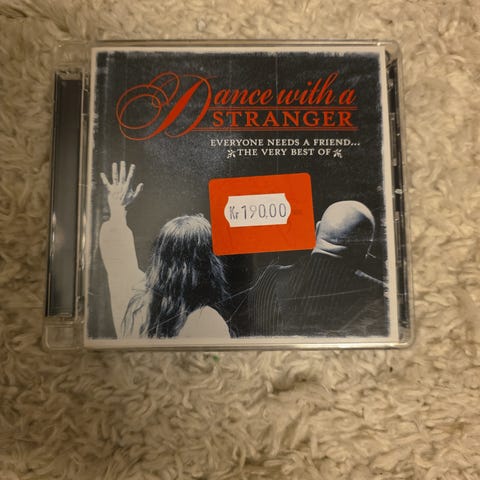 Dance with a
STRANGER
EVERYONE NEEDS A FRIEND...
THE VERY BEST OF
Kr 190.00